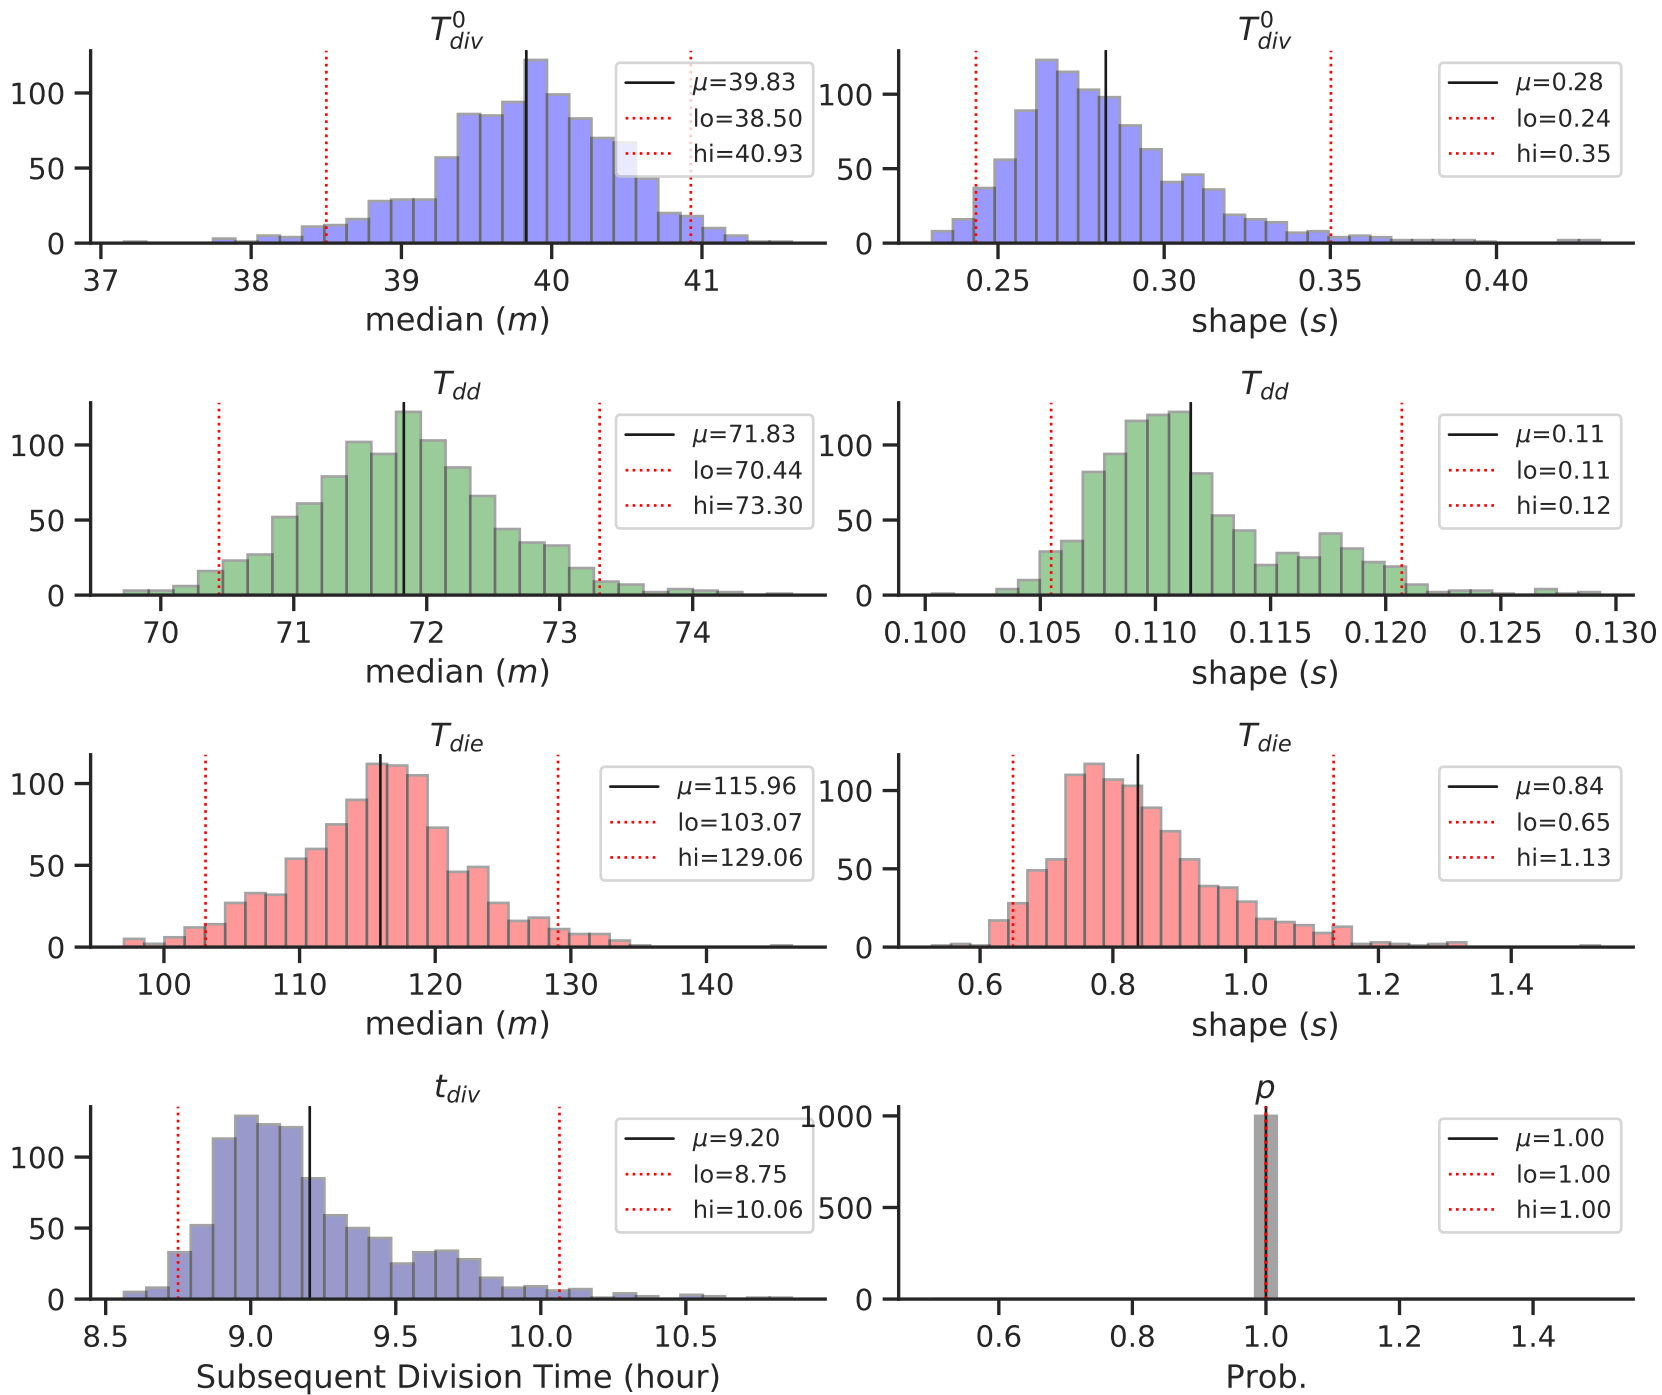 T⁰div
0
50
100
μ=39.83
lo=38.50
hi=40.93
37 38 39 40 41
median (m)
T⁰div
0
50
100
μ=0.28
lo=0.24
hi=0.35
0.25 0.30 0.35 0.40
shape (s)
Tdd
100
50
0
μ=71.83
lo=70.44
hi=73.30
70 71 72 73 74
median (m)
Tdd
100
50
0
μ=0.11
lo=0.11
hi=0.12
0.100 0.105 0.110 0.115 0.120 0.125 0.130
shape (s)
Tdie
100
50
0
μ=115.96
lo=103.07
hi=129.06
100 110 120 130 140
median (m)
Tdie
100
50
0
μ=0.84
lo=0.65
hi=1.13
0.6 0.8 1.0 1.2 1.4
shape (s)
tdiv
100
50
0
μ=9.20
lo=8.75
hi=10.06
8.5 9.0 9.5 10.0 10.5
Subsequent Division Time (hour)
p
1000
500
0
μ=1.00
lo=1.00
hi=1.00
0.6 0.8 1.0 1.2 1.4
Prob.